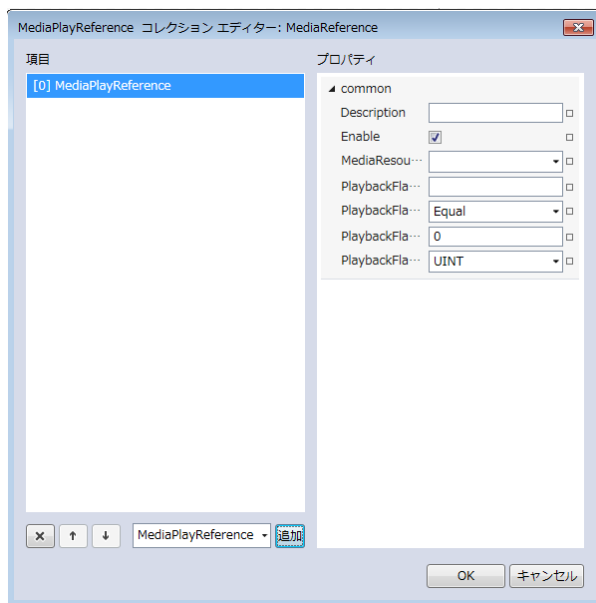 MediaPlayReference コレクション エディター: MediaReference
項目
[0] MediaPlayReference
MediaPlayReference
追加
プロパティ
common
Description
Enable
MediaResou…
PlaybackFla…
PlaybackFla… Equal
PlaybackFla… 0
PlaybackFla… UINT
OK キャンセル